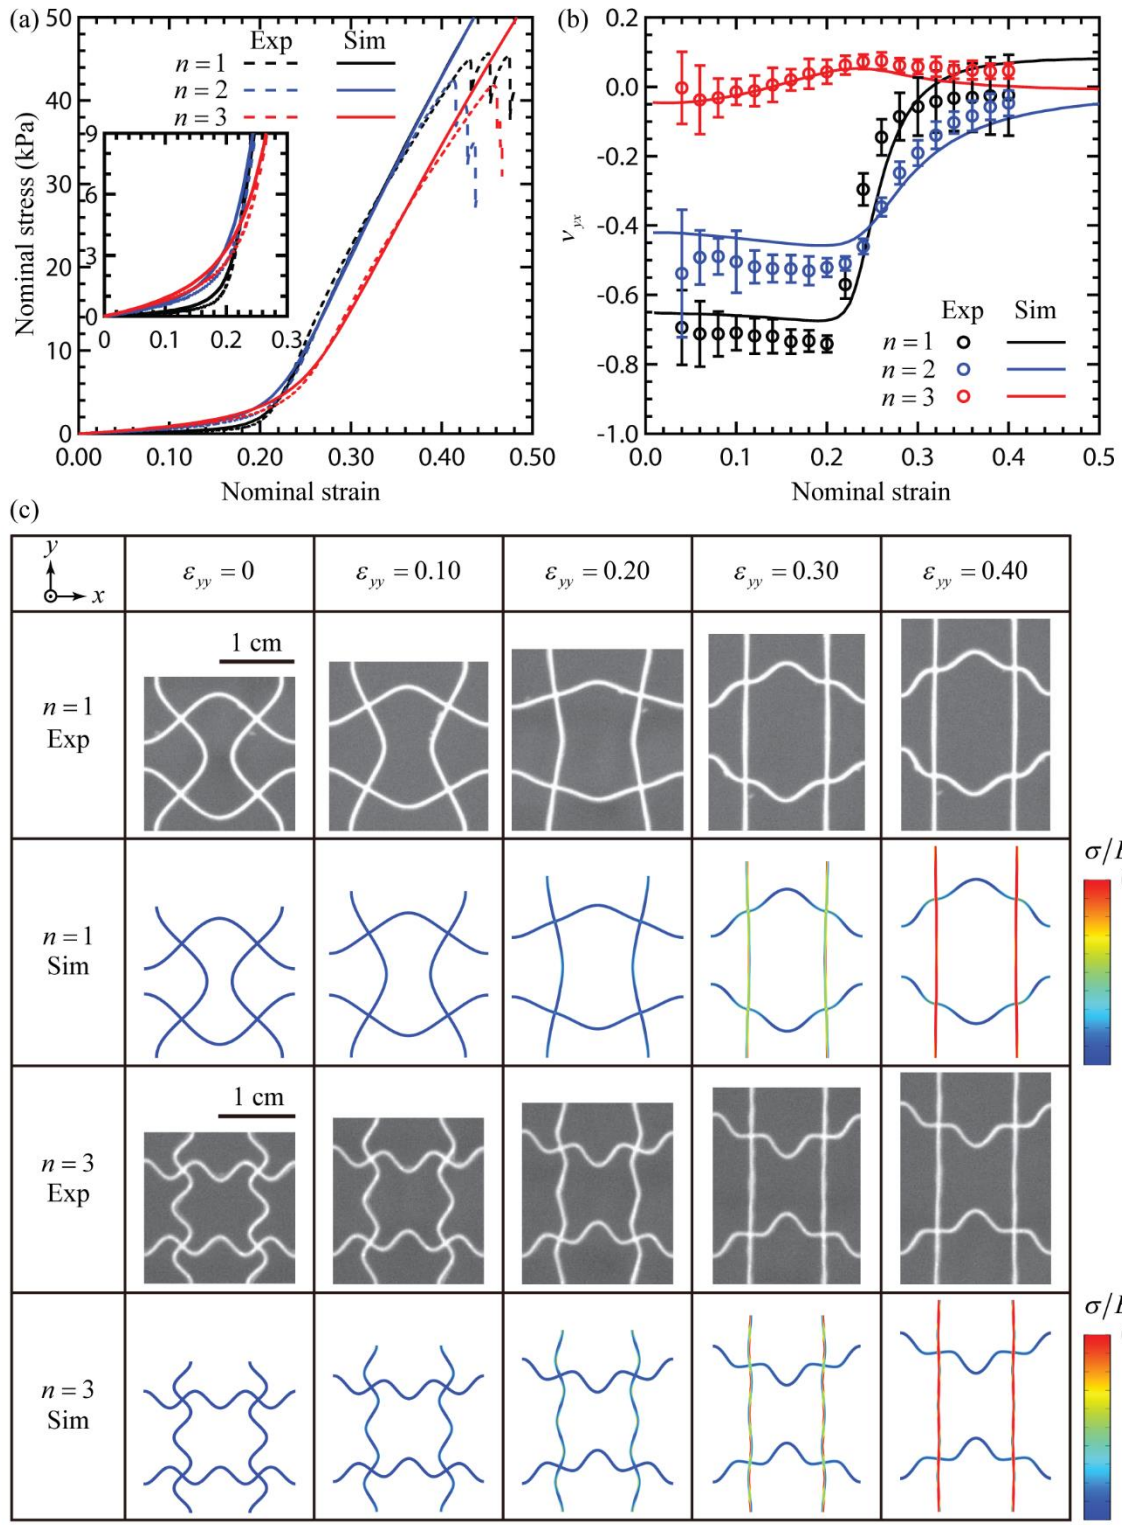 (a)
50
40
30
20
10
0
Nominal stress (kPa)
Exp Sim
n = 1
n = 2
n = 3
9
6
3
0
0 0.1 0.2 0.3
0.00 0.10 0.20 0.30 0.40 0.50
Nominal strain
(b)
0.2
0.0
-0.2
-0.4
-0.6
-0.8
-1.0
ν_yx
Exp Sim
n = 1
n = 2
n = 3
0.0 0.1 0.2 0.3 0.4 0.5
Nominal strain
(c)
y
x
ε_yy = 0
ε_yy = 0.10
ε_yy = 0.20
ε_yy = 0.30
ε_yy = 0.40
n = 1
Exp
1 cm
n = 1
Sim
σ/
n = 3
Exp
1 cm
n = 3
Sim
σ/